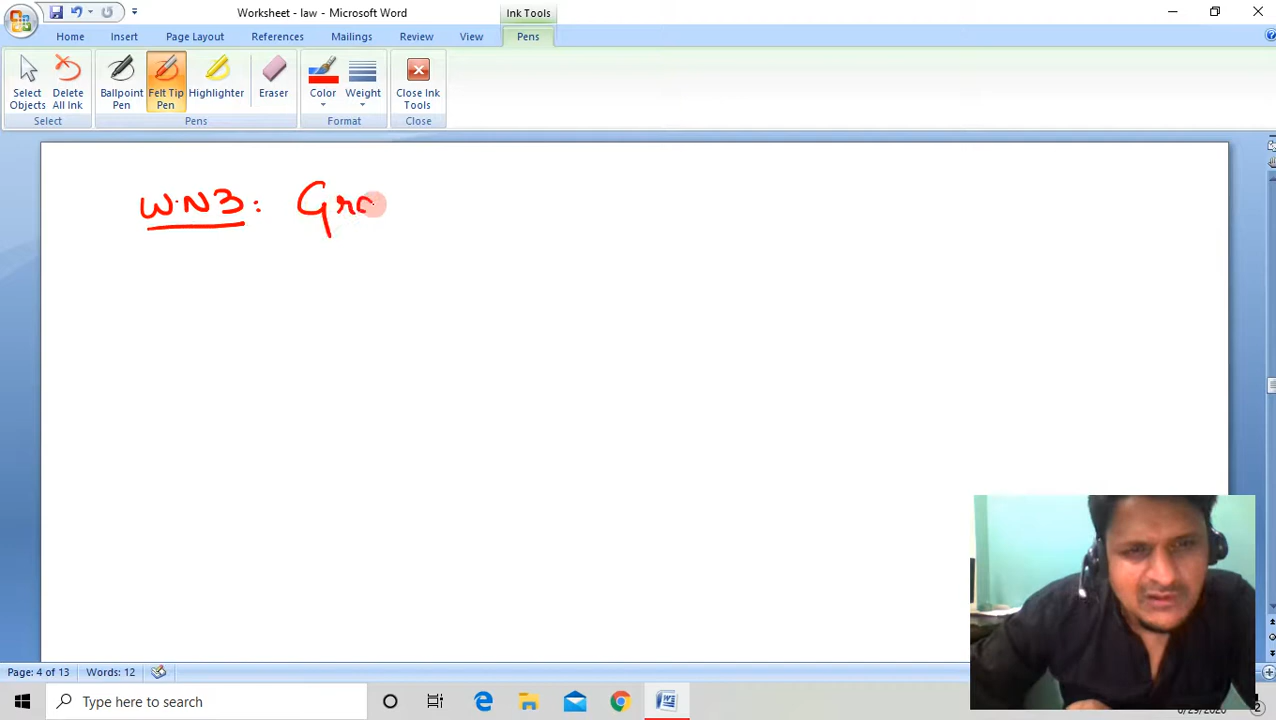 Worksheet - law - Microsoft Word
Ink Tools
Home Insert Page Layout References Mailings Review View Pens
Select Objects
Delete All Ink
Ballpoint Pen
Felt Tip Pen
Highlighter
Eraser
Color
Weight
Close Ink Tools
Select Pens Format Close
W.N3:
Page: 4 of 13 Words: 12
Type here to search